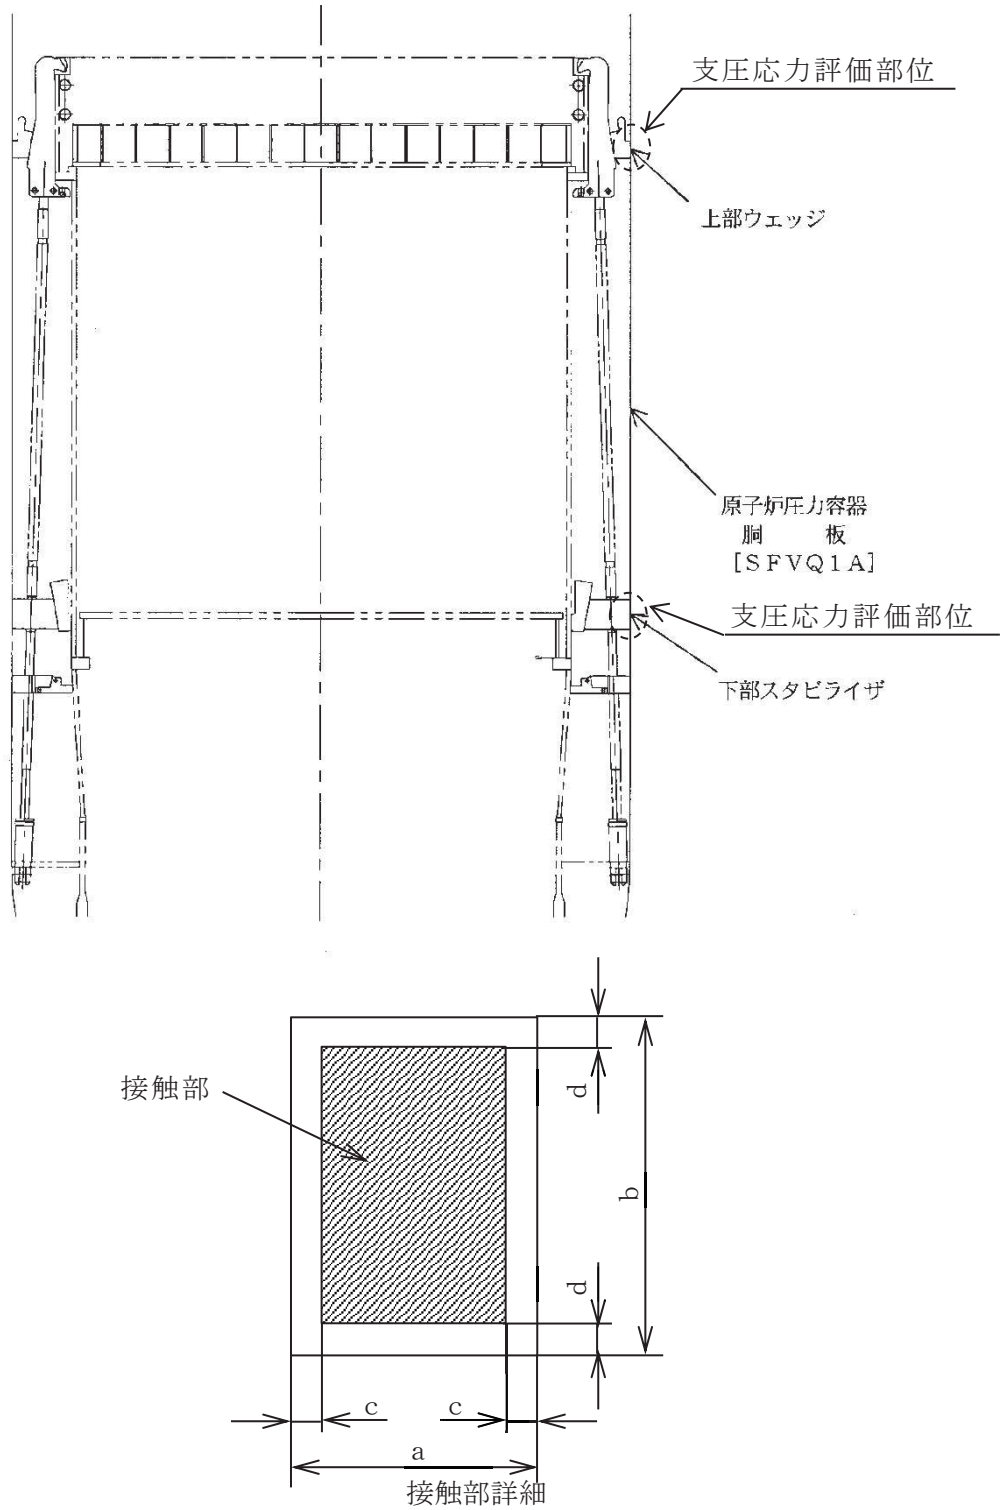 支圧応力評価部位
上部ウェッジ
原子炉圧力容器
胴　　板
[ＳＦＶＱ１Ａ]
支圧応力評価部位
下部スタビライザ
接触部
d
b
d
c
c
a
接触部詳細